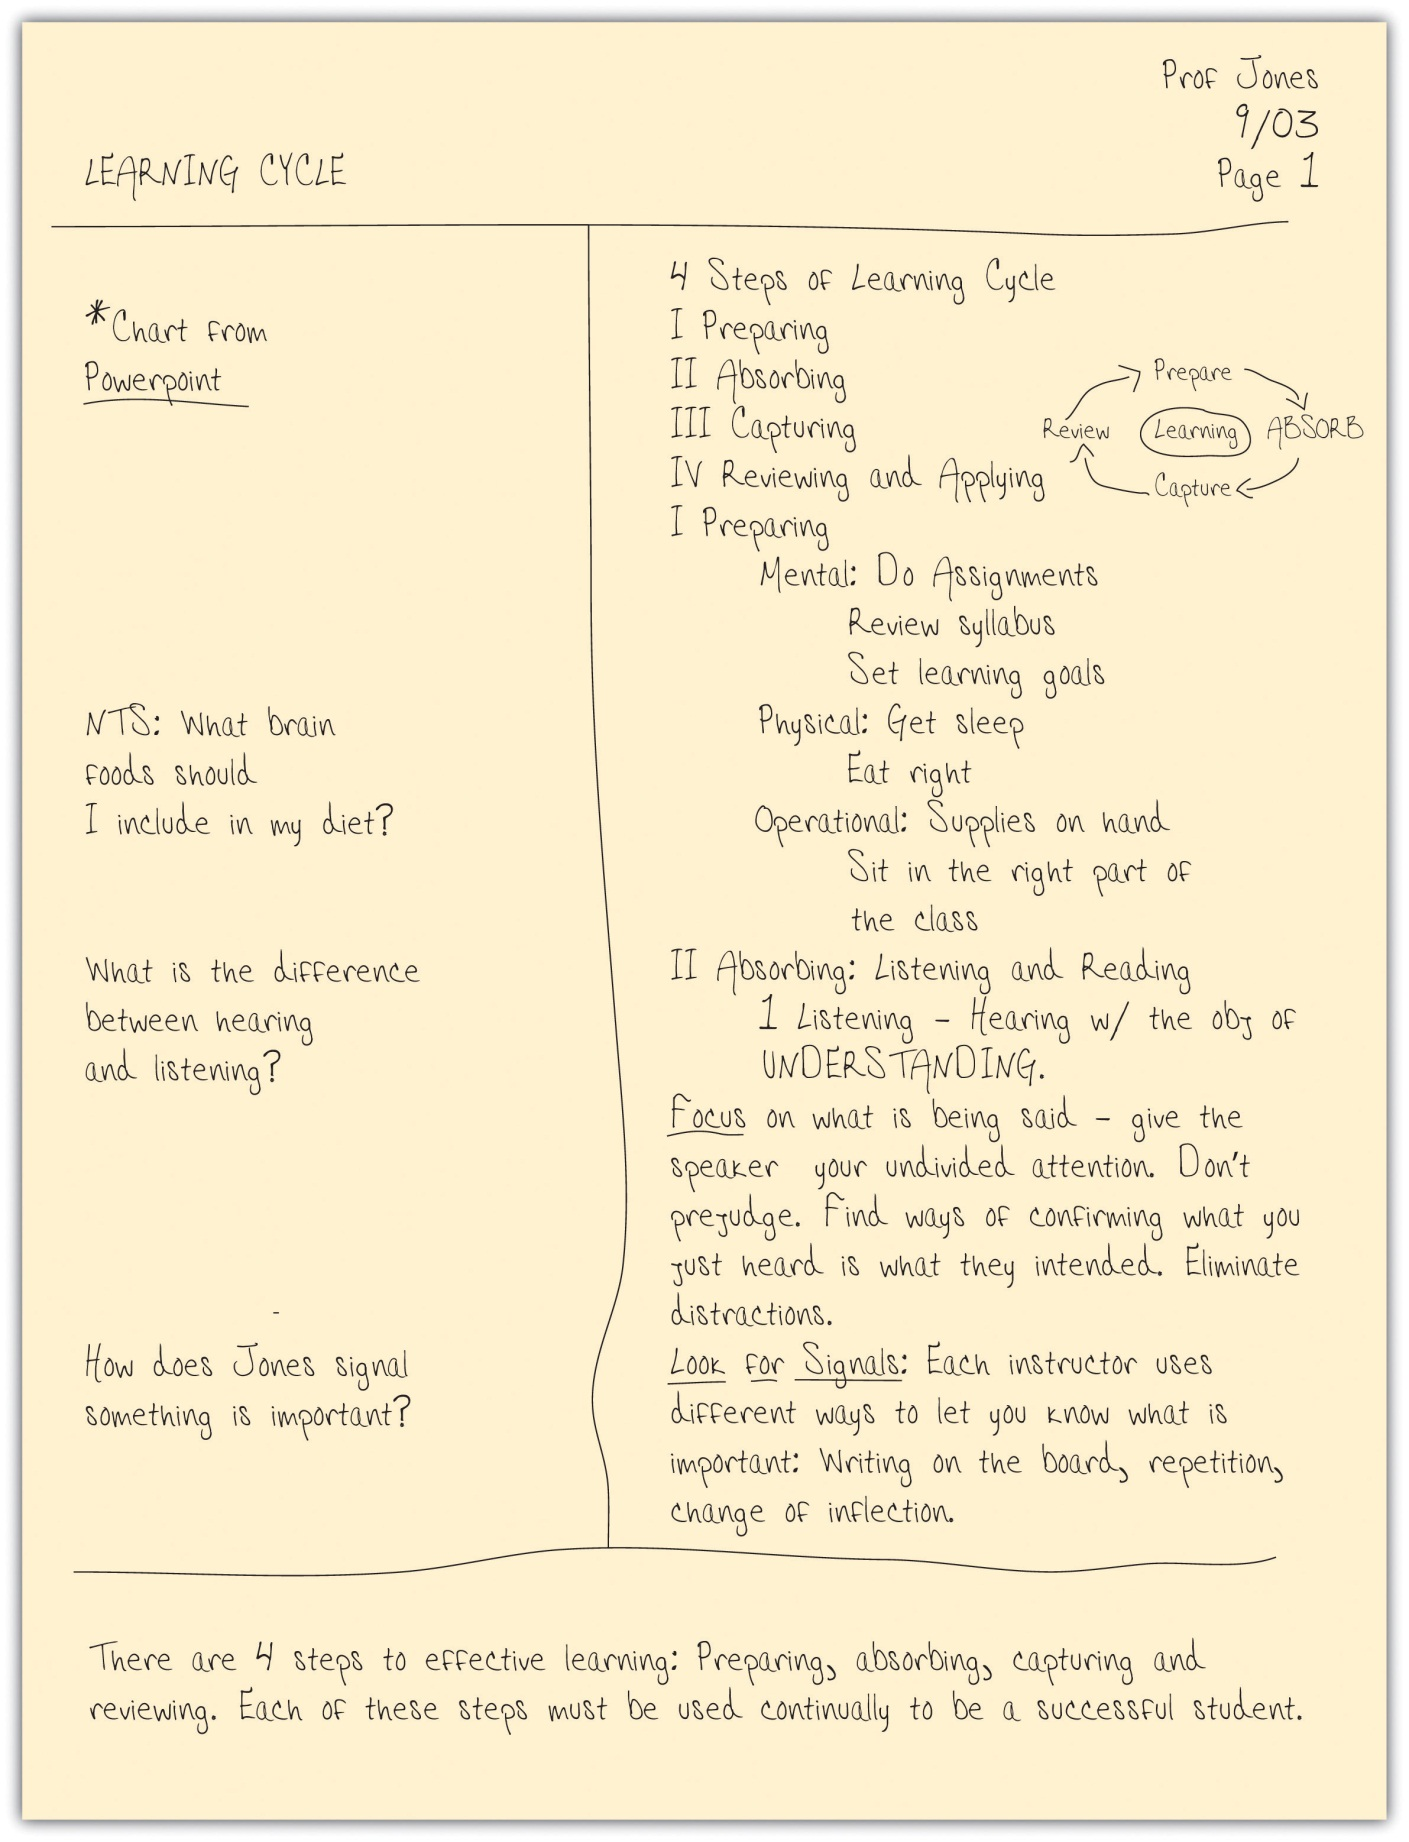 Prof Jones
9/03
LEARNING CYCLE
Page 1
*Chart from
Powerpoint
NTS: What brain
foods should
I include in my diet?
What is the difference
between hearing
and listening?
How does Jones signal
something is important?
4 Steps of Learning Cycle
I Preparing
II Absorbing
III Capturing
IV Reviewing and Applying
Prepare
Review
Learning
ABSORB
Capture
I Preparing
Mental: Do Assignments
Review syllabus
Set learning goals
Physical: Get sleep
Eat right
Operational: Supplies on hand
Sit in the right part of
the class
II Absorbing: Listening and Reading
1 Listening - Hearing w/ the obj of
UNDERSTANDING.
Focus on what is being said - give the
speaker your undivided attention. Don't
prejudge. Find ways of confirming what you
just heard is what they intended. Eliminate
distractions.
Look for Signals: Each instructor uses
different ways to let you know what is
important: Writing on the board, repetition,
change of inflection.
There are 4 steps to effective learning: Preparing, absorbing, capturing and
reviewing. Each of these steps must be used continually to be a successful student.